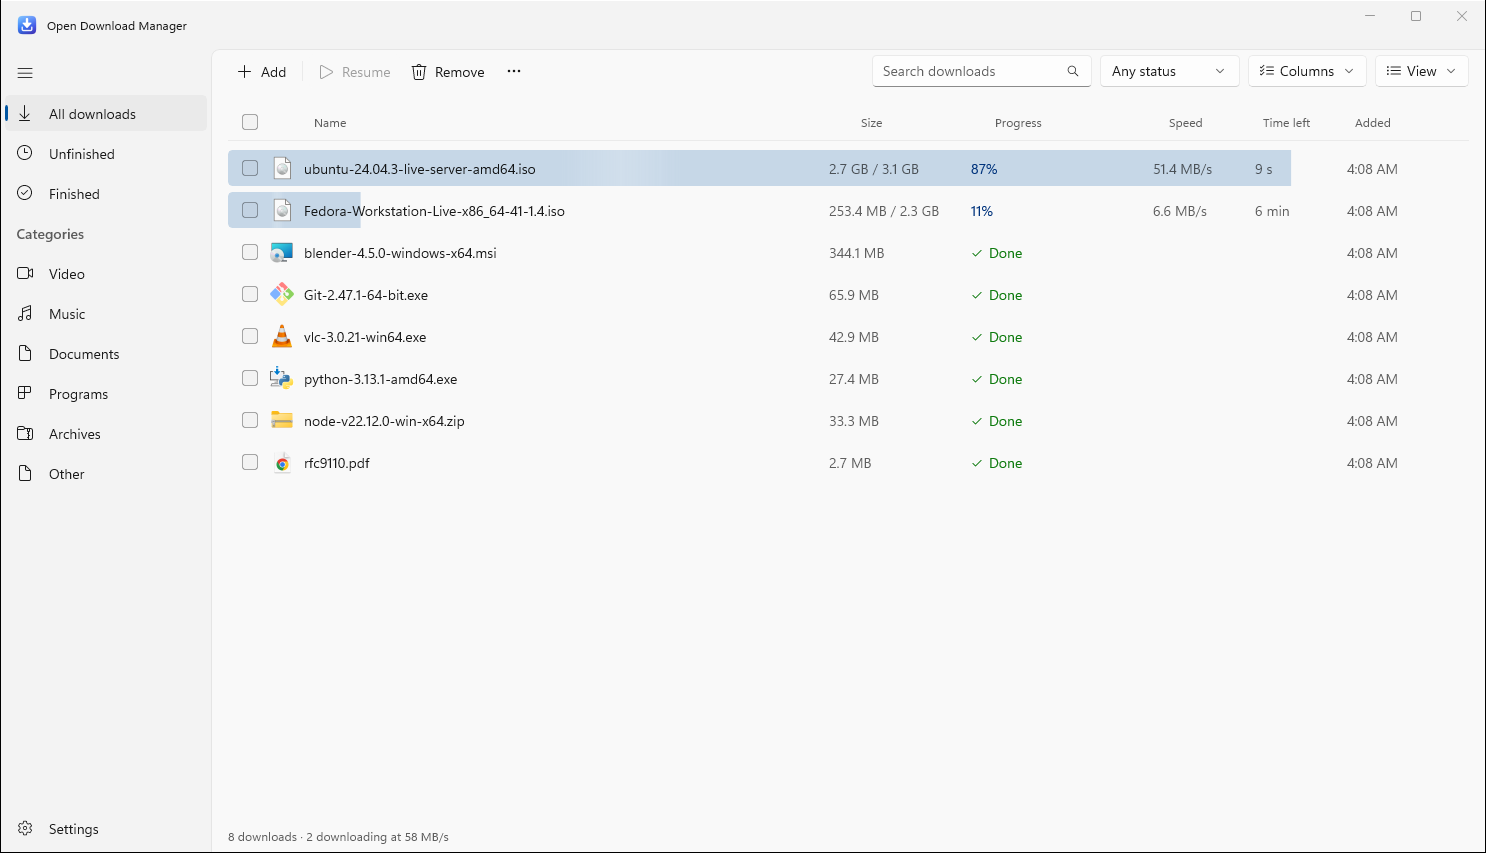 Open Download Manager
Add Resume Remove ··· Search downloads Any status Columns View
All downloads
Unfinished
Finished
Categories
Video
Music
Documents
Programs
Archives
Other
Settings
Name Size Progress Speed Time left Added
ubuntu-24.04.3-live-server-amd64.iso 2.7 GB / 3.1 GB 87% 51.4 MB/s 9 s 4:08 AM
Fedora-Workstation-Live-x86_64-41-1.4.iso 253.4 MB / 2.3 GB 11% 6.6 MB/s 6 min 4:08 AM
blender-4.5.0-windows-x64.msi 344.1 MB Done 4:08 AM
Git-2.47.1-64-bit.exe 65.9 MB Done 4:08 AM
vlc-3.0.21-win64.exe 42.9 MB Done 4:08 AM
python-3.13.1-amd64.exe 27.4 MB Done 4:08 AM
node-v22.12.0-win-x64.zip 33.3 MB Done 4:08 AM
rfc9110.pdf 2.7 MB Done 4:08 AM
8 downloads · 2 downloading at 58 MB/s